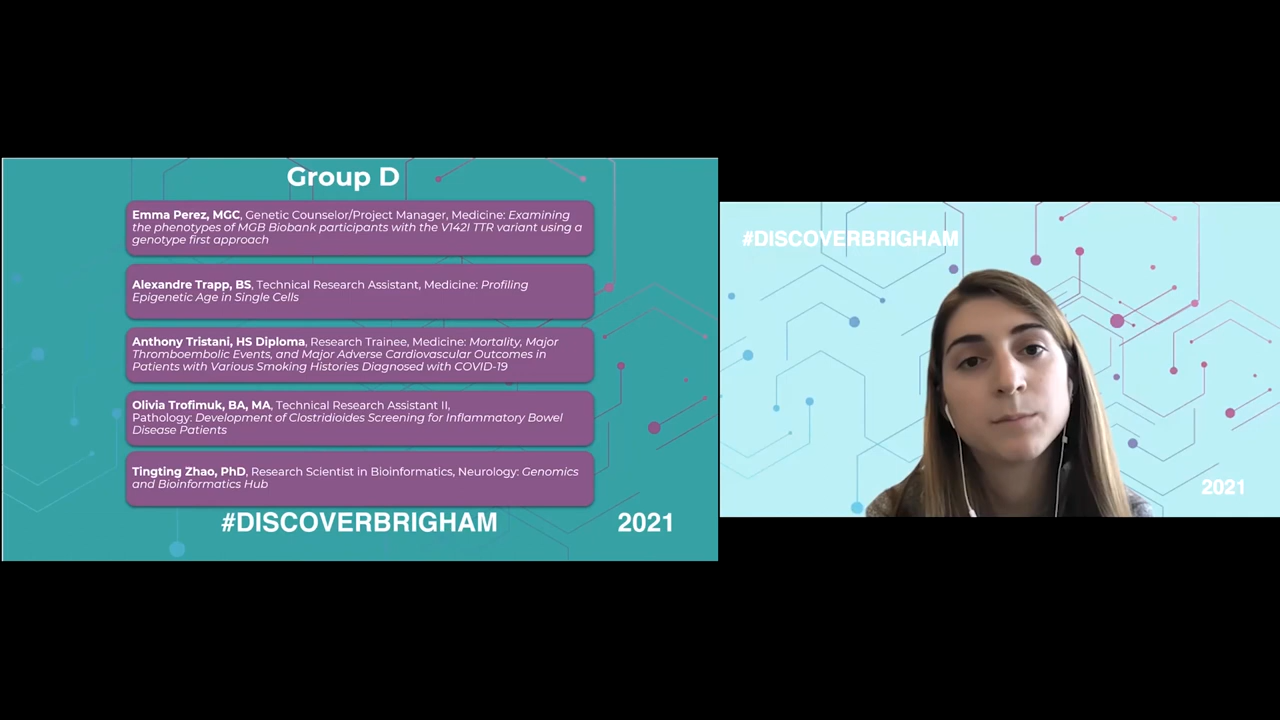 Group D
Emma Perez, MGC, Genetic Counselor/Project Manager, Medicine: Examining
the phenotypes of MGB Biobank participants with the V142I TTR variant using a
genotype first approach
Alexandre Trapp, BS, Technical Research Assistant, Medicine: Profiling
Epigenetic Age in Single Cells
Anthony Tristani, HS Diploma, Research Trainee, Medicine: Mortality, Major
Thromboembolic Events, and Major Adverse Cardiovascular Outcomes in
Patients with Various Smoking Histories Diagnosed with COVID-19
Olivia Trofimuk, BA, MA, Technical Research Assistant II,
Pathology: Development of Clostridioides Screening for Inflammatory Bowel
Disease Patients
Tingting Zhao, PhD, Research Scientist in Bioinformatics, Neurology: Genomics
and Bioinformatics Hub
#DISCOVERBRIGHAM 2021
#DISCOVERBRIGHAM
2021